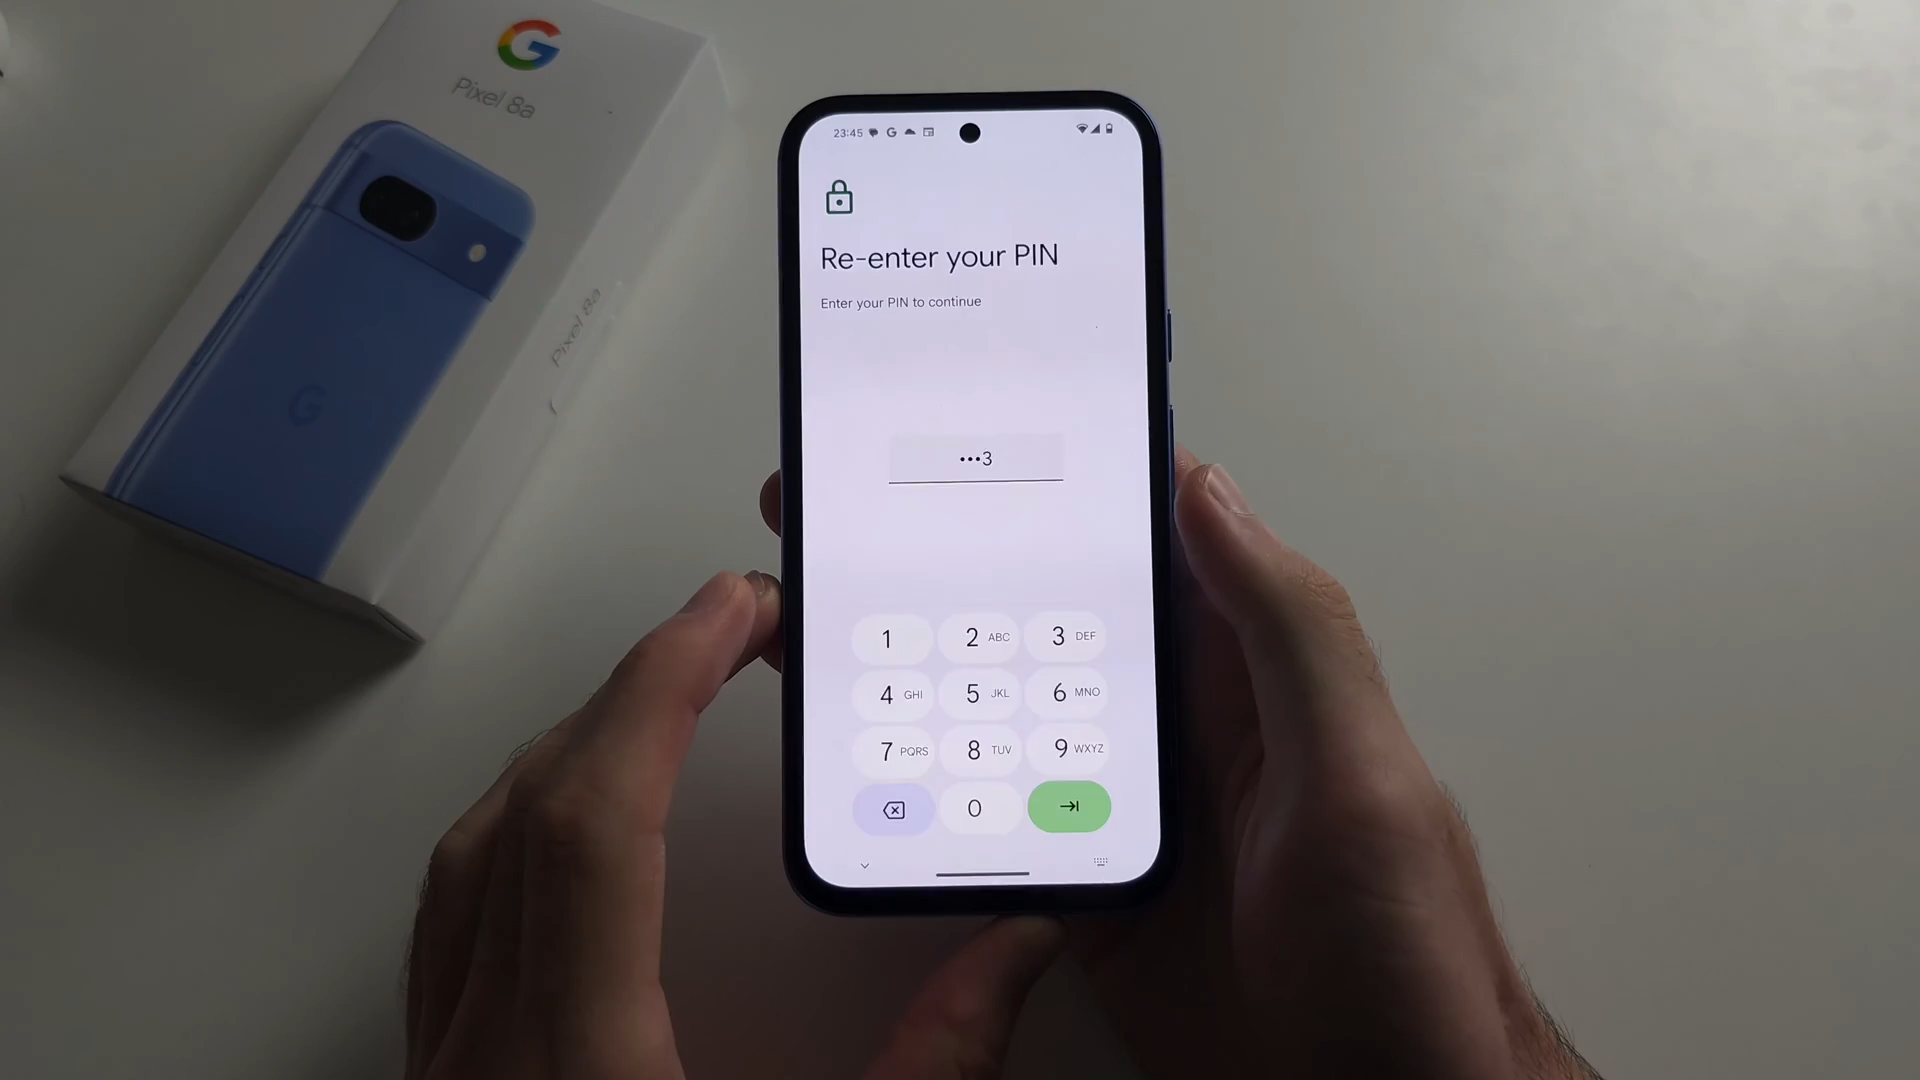 Pixel 8a
Pixel 8a
23:45
Re-enter your PIN
Enter your PIN to continue
•••3
1
2 ABC
3 DEF
4 GHI
5 JKL
6 MNO
7 PQRS
8 TUV
9 WXYZ
0